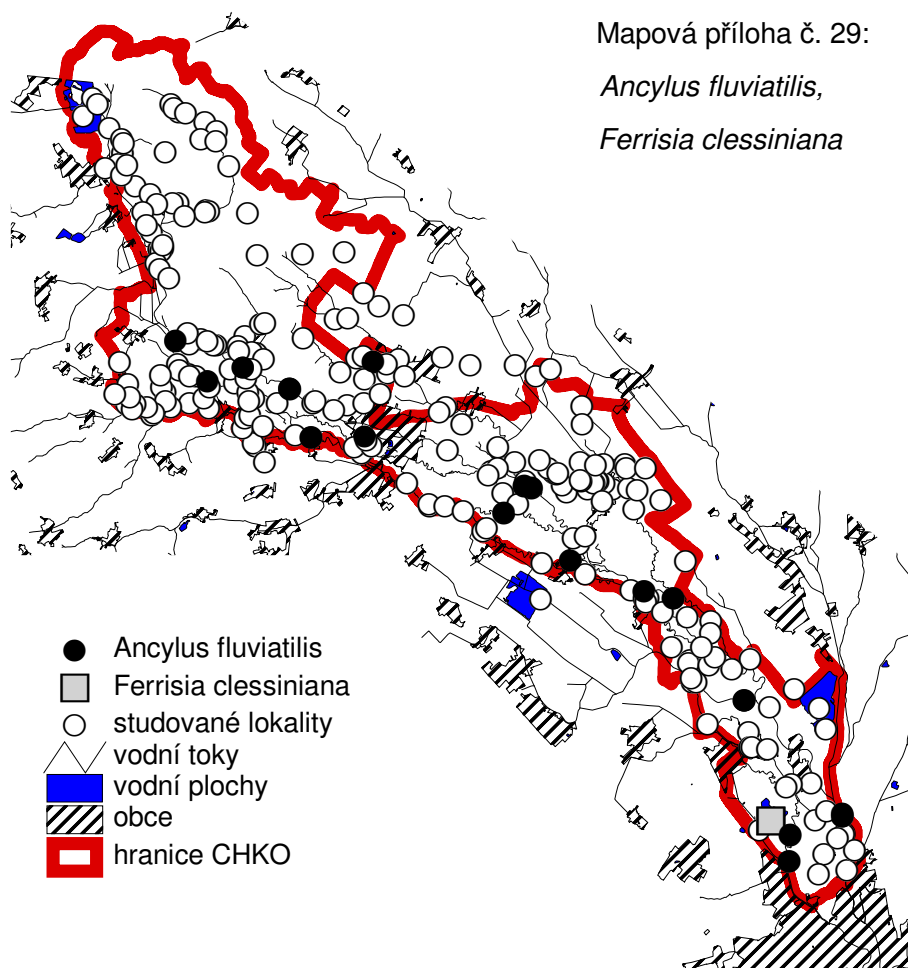 Mapová příloha č. 29:
Ancylus fluviatilis,
Ferrisia clessiniana
Ancylus fluviatilis
Ferrisia clessiniana
studované lokality
vodní toky
vodní plochy
obce
hranice CHKO